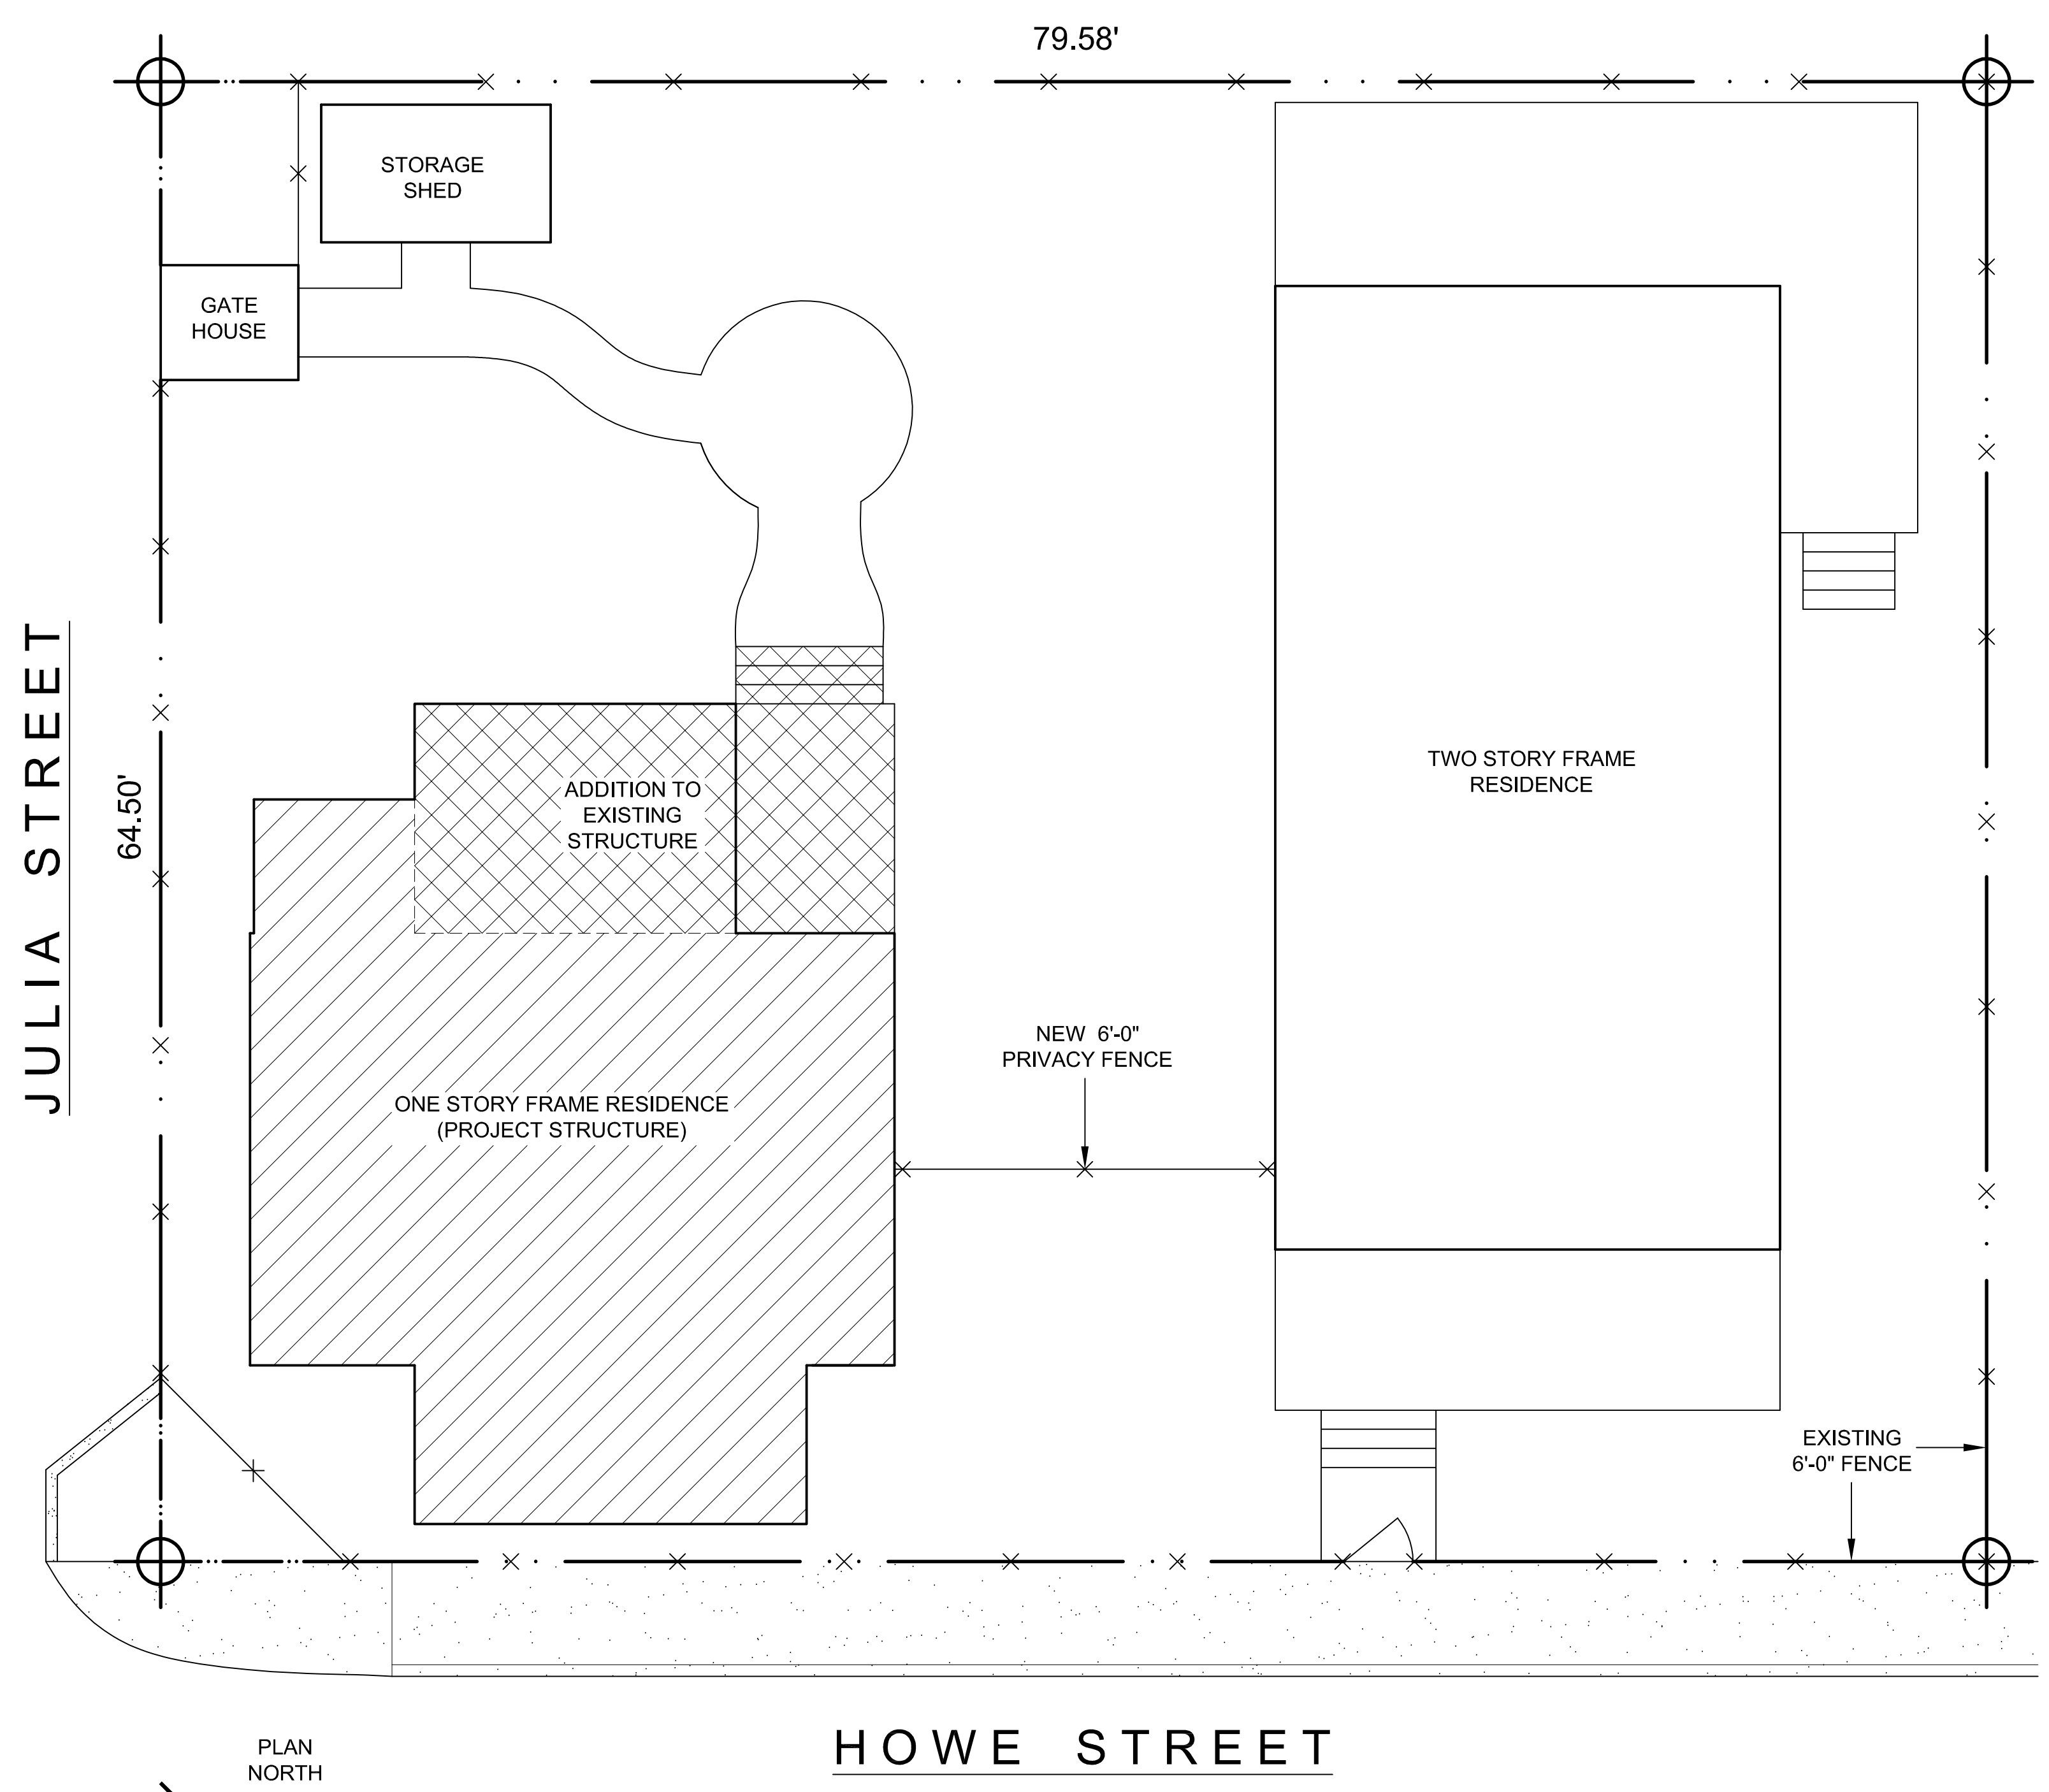 79.58'
STORAGE
SHED
GATE
HOUSE
JULIA STREET
64.50'
TWO STORY FRAME
RESIDENCE
ADDITION TO
EXISTING
STRUCTURE
NEW 6'-0"
PRIVACY FENCE
ONE STORY FRAME RESIDENCE
(PROJECT STRUCTURE)
EXISTING
6'-0" FENCE
HOWE STREET
PLAN
NORTH